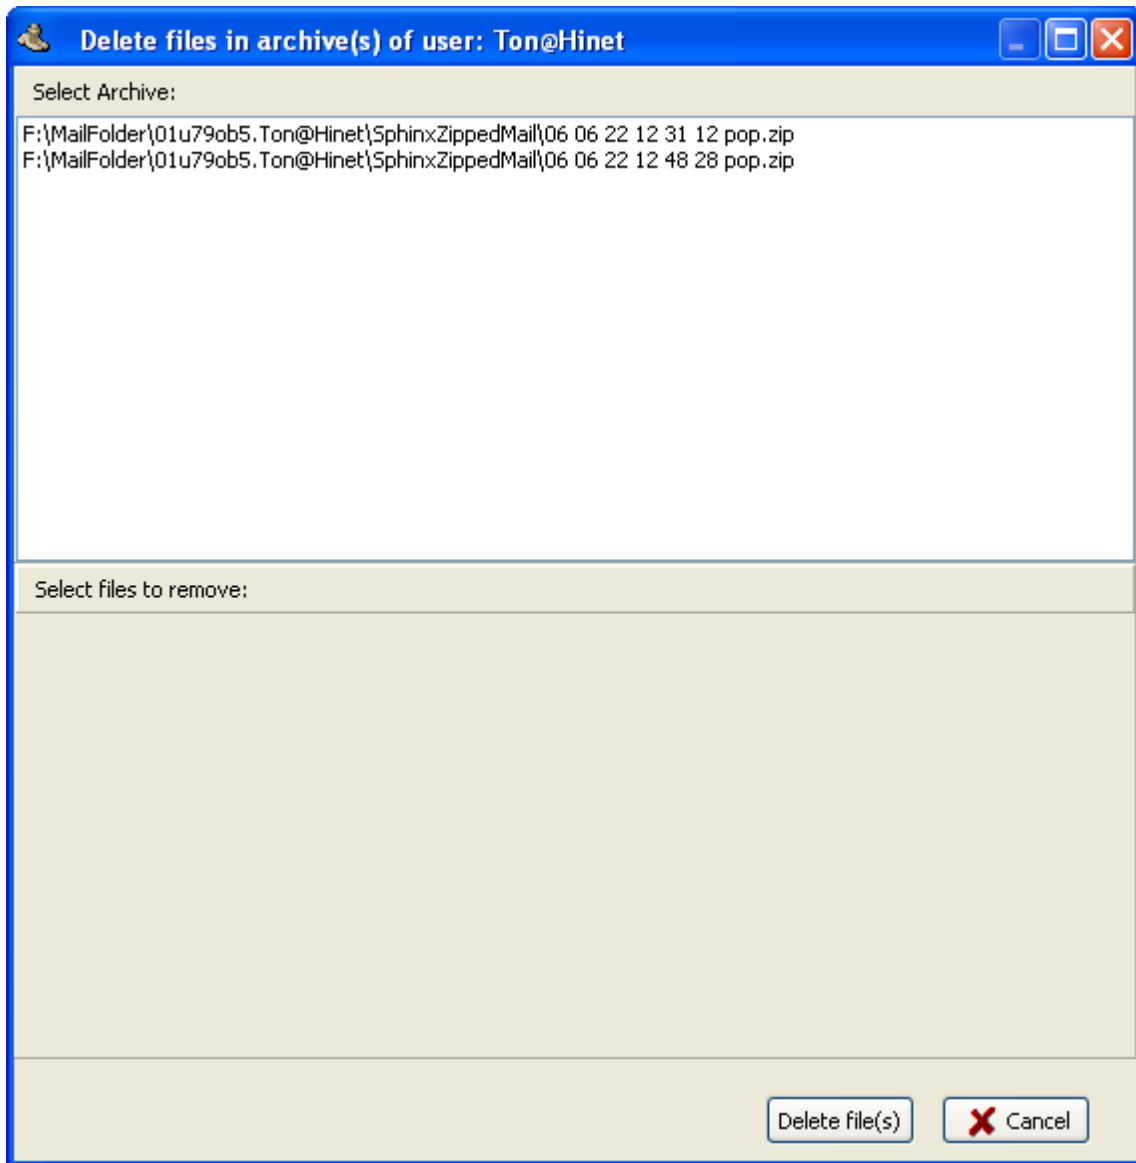 Delete files in archive(s) of user: Ton@Hinet
Select Archive:
F:\MailFolder\01u79ob5.Ton@Hinet\SphinxZippedMail\06 06 22 12 31 12 pop.zip
F:\MailFolder\01u79ob5.Ton@Hinet\SphinxZippedMail\06 06 22 12 48 28 pop.zip
Select files to remove:
Delete file(s)
Cancel